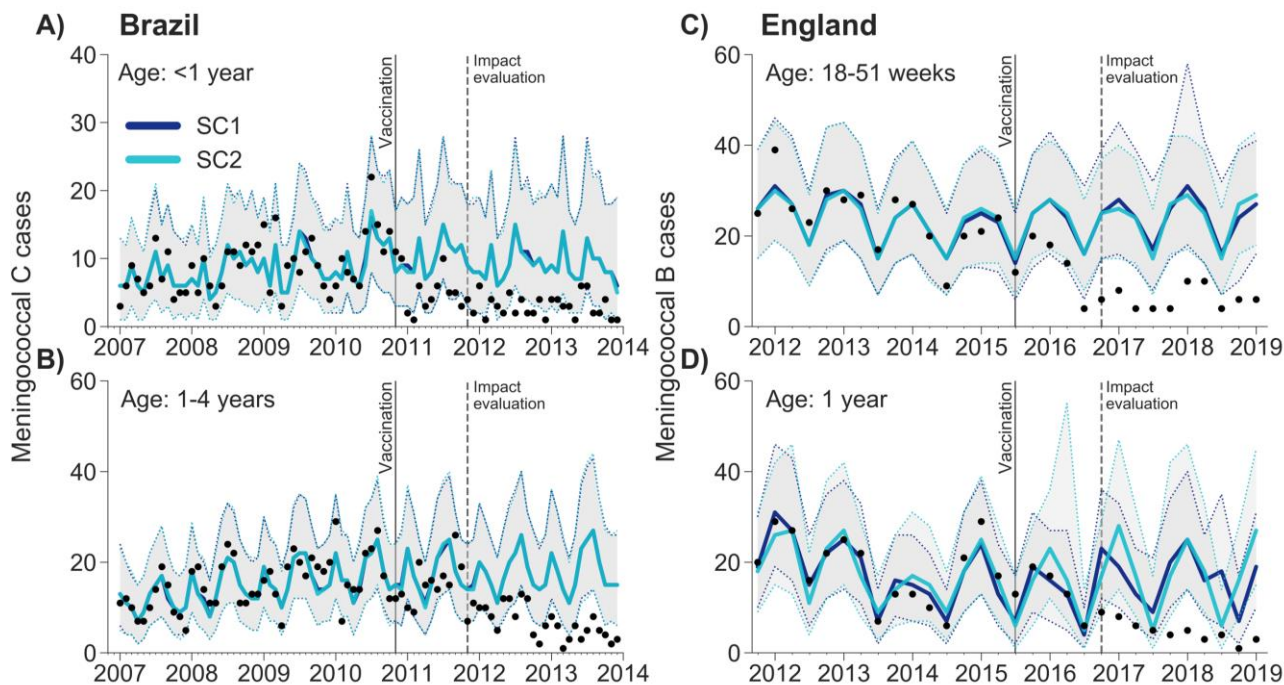 A) Brazil
Meningococcal C cases
40
30
20
10
0
Age: <1 year
SC1
SC2
Vaccination
Impact
evaluation
2007 2008 2009 2010 2011 2012 2013 2014
B)
60
40
20
0
Age: 1-4 years
Vaccination
Impact
evaluation
2007 2008 2009 2010 2011 2012 2013 2014
C) England
Meningococcal B cases
60
40
20
0
Age: 18-51 weeks
Vaccination
Impact
evaluation
2012 2013 2014 2015 2016 2017 2018 2019
D)
60
40
20
0
Age: 1 year
Vaccination
Impact
evaluation
2012 2013 2014 2015 2016 2017 2018 2019